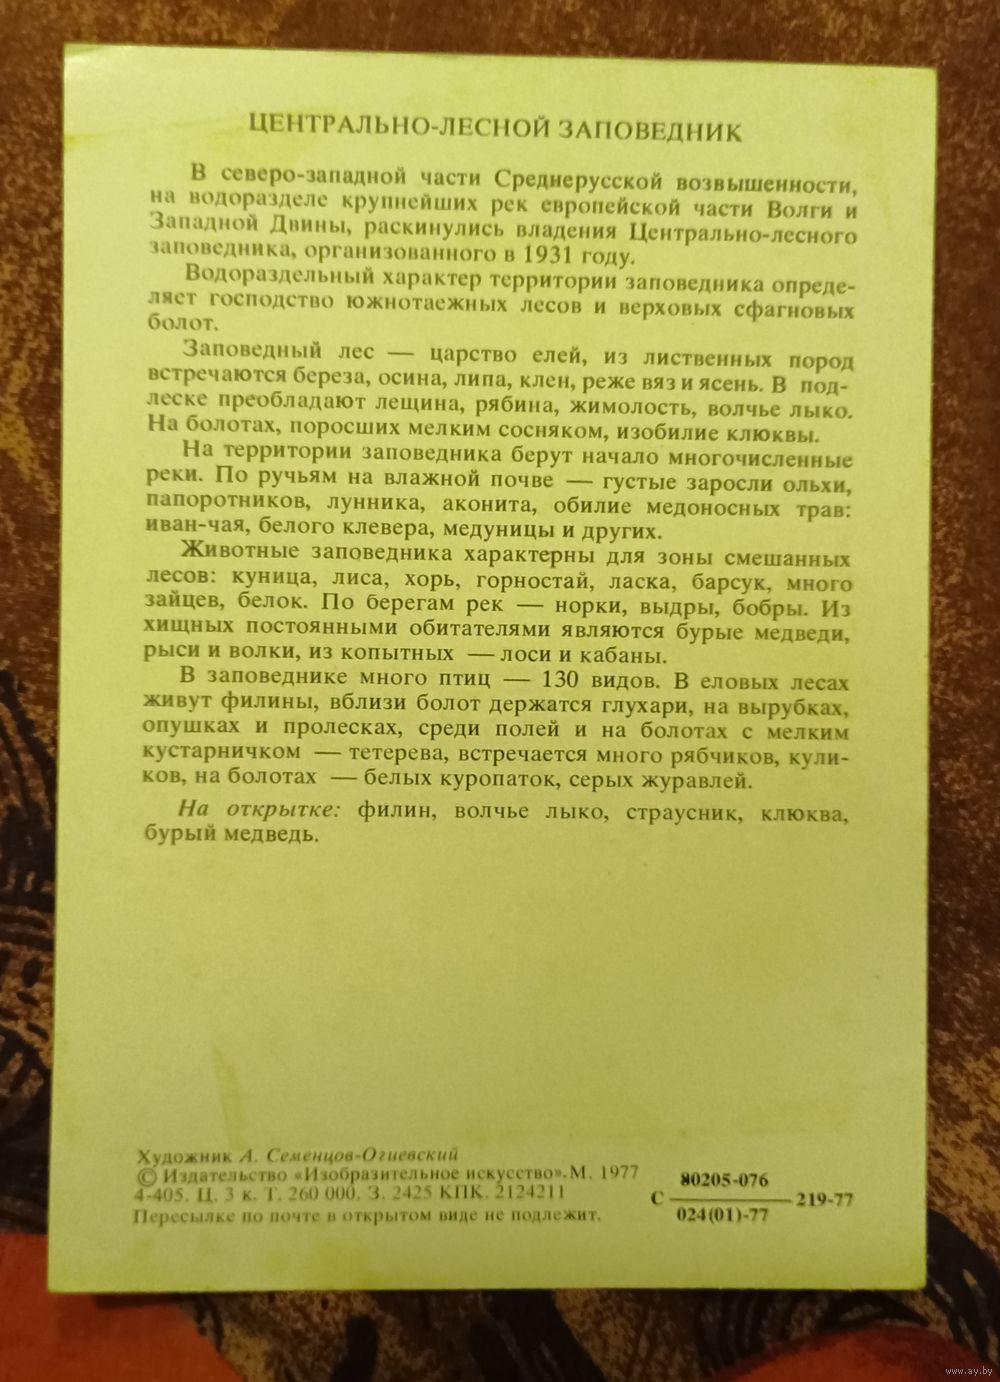 ЦЕНТРАЛЬНО-ЛЕСНОЙ ЗАПОВЕДНИК
В северо-западной части Среднерусской возвышенности,
на водоразделе крупнейших рек европейской части Волги и
Западной Двины, раскинулись владения Центрально-лесного
заповедника, организованного в 1931 году.
Водораздельный характер территории заповедника опреде-
ляет господство южнотаежных лесов и верховых сфагновых
болот.
Заповедный лес — царство елей, из лиственных пород
встречаются береза, осина, липа, клен, реже вяз и ясень. В под-
леске преобладают лещина, рябина, жимолость, волчье лыко.
На болотах, поросших мелким сосняком, изобилие клюквы.
На территории заповедника берут начало многочисленные
реки. По ручьям на влажной почве — густые заросли ольхи,
папоротников, лунника, аконита, обилие медоносных трав:
иван-чая, белого клевера, медуницы и других.
Животные заповедника характерны для зоны смешанных
лесов: куница, лиса, хорь, горностай, ласка, барсук, много
зайцев, белок. По берегам рек — норки, выдры, бобры. Из
хищных постоянными обитателями являются бурые медведи,
рыси и волки, из копытных — лоси и кабаны.
В заповеднике много птиц — 130 видов. В еловых лесах
живут филины, вблизи болот держатся глухари, на вырубках,
опушках и пролесках, среди полей и на болотах с мелким
кустарничком — тетерева, встречается много рябчиков, кули-
ков, на болотах — белых куропаток, серых журавлей.
На открытке: филин, волчье лыко, страусник, клюква,
бурый медведь.
Художник А. Семенцов-Огиевский
© Издательство «Изобразительное искусство». М. 1977
4-405. Ц. 3 к. Т. 260 000. З. 2425 КПК. 2124211
Пересылке по почте в открытом виде не подлежит.
80205-076
С — 219-77
024(01)-77
www.ay.by